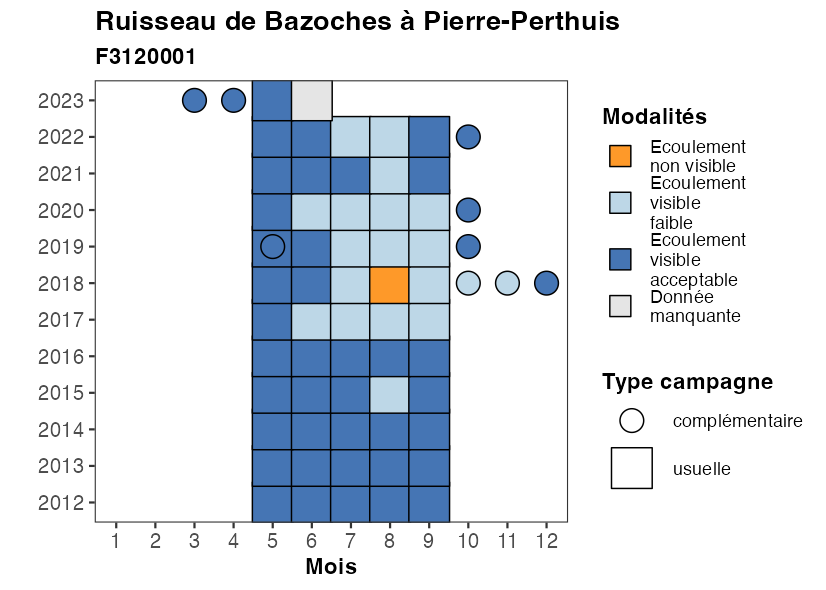 Ruisseau de Bazoches à Pierre-Perthuis
F3120001
2023
2022
2021
2020
2019
2018
2017
2016
2015
2014
2013
2012
1 2 3 4 5 6 7 8 9 10 11 12
Mois
Modalités
Ecoulement
non visible
Ecoulement
visible
faible
Ecoulement
visible
acceptable
Donnée
manquante
Type campagne
complémentaire
usuelle